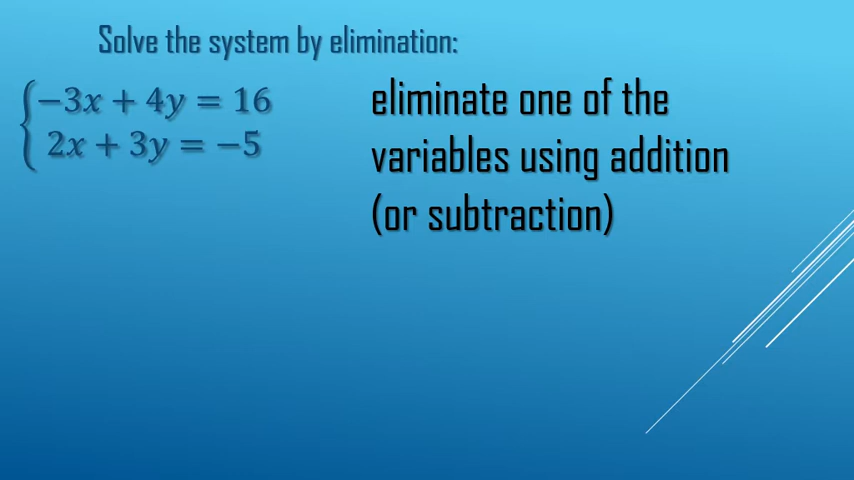 Solve the system by elimination:
−3x + 4y = 16
2x + 3y = −5
eliminate one of the
variables using addition
(or subtraction)